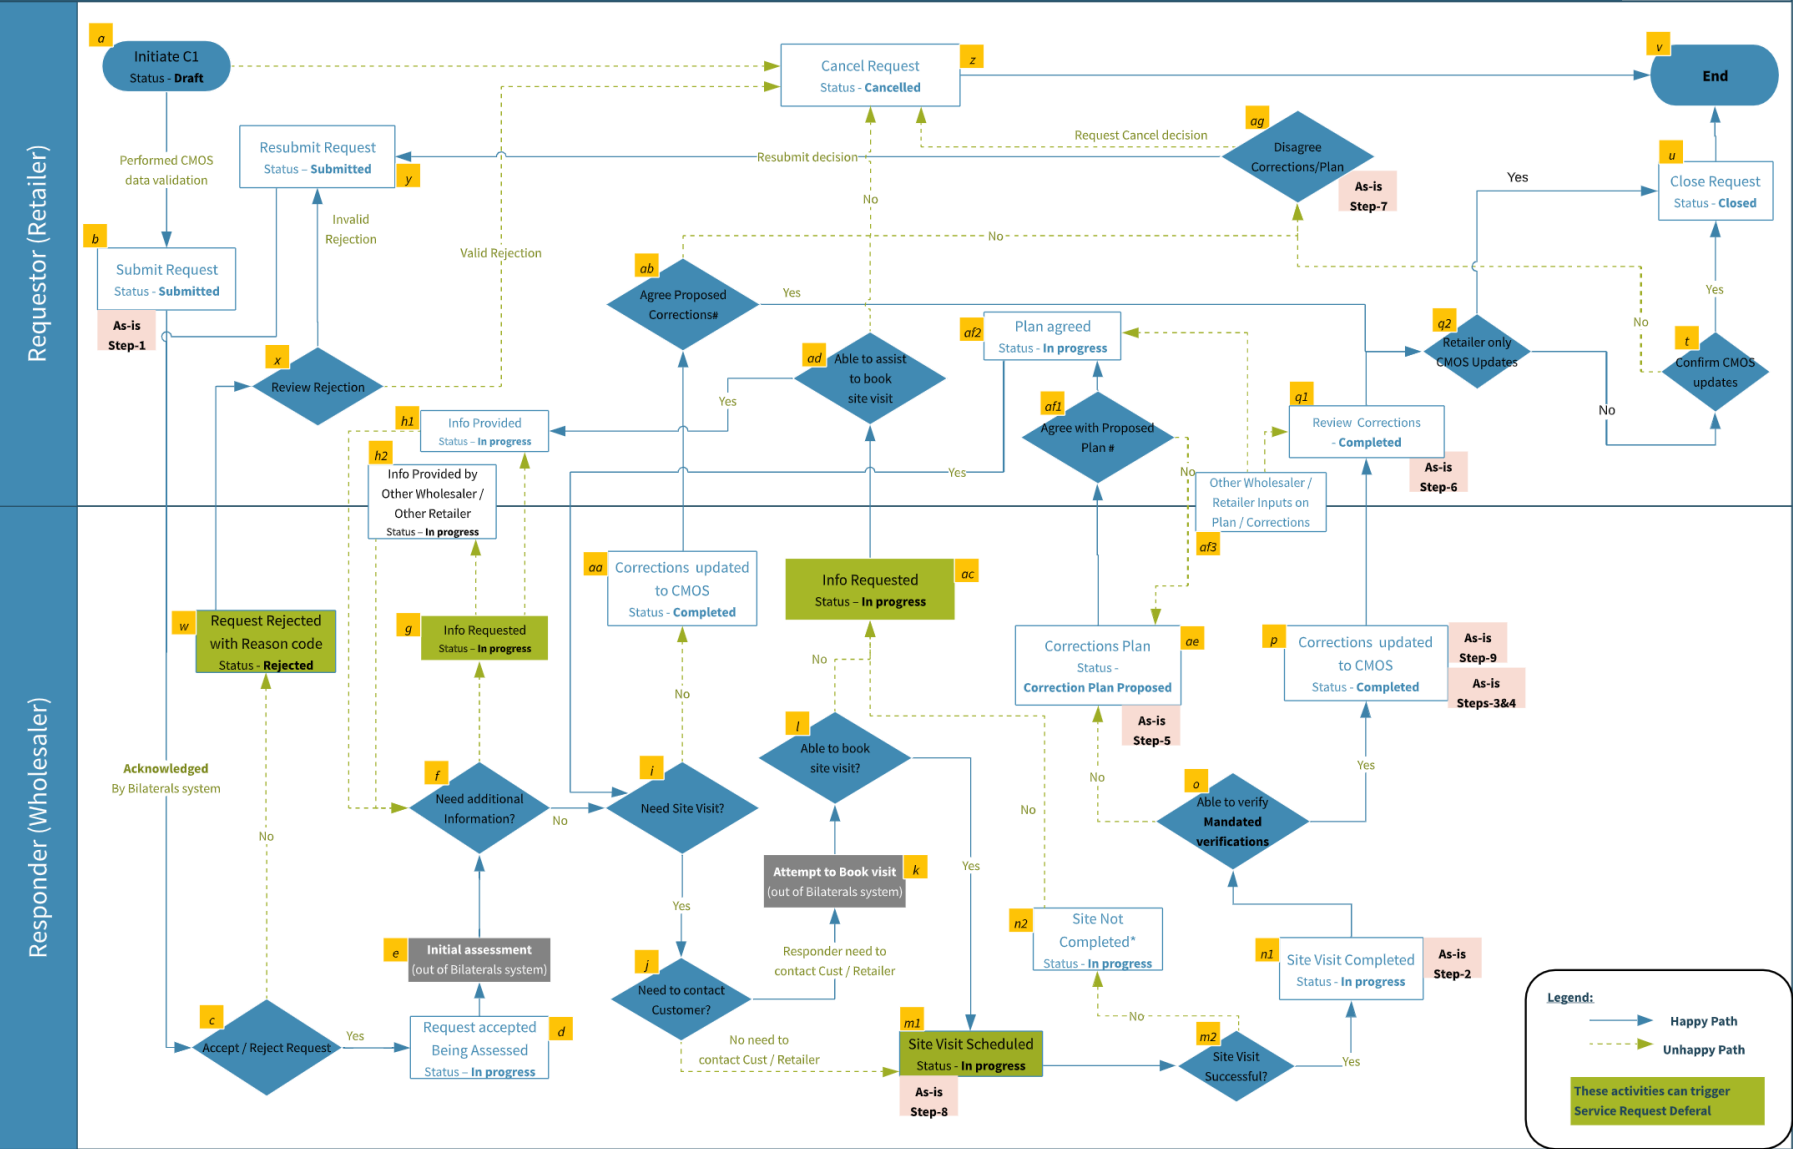 Requestor (Retailer)
Responder (Wholesaler)
a
Initiate C1
Status - Draft
Cancel Request
Status - Cancelled
z
v
End
Performed CMOS
data validation
Resubmit Request
Status – Submitted
y
Resubmit decision
Request Cancel decision
ag
Disagree
Corrections/Plan
As-is
Step-7
u
Close Request
Status - Closed
Yes
Invalid
Rejection
Valid Rejection
No
No
b
Submit Request
Status - Submitted
As-is
Step-1
x
Review Rejection
ab
Agree Proposed
Corrections#
Yes
ad
Able to assist
to book
site visit
Yes
af2
Plan agreed
Status - In progress
af1
Agree with Proposed
Plan #
No
q2
Retailer only
CMOS Updates
No
Yes
No
t
Confirm CMOS
updates
q1
Review Corrections
- Completed
As-is
Step-6
h1
Info Provided
Status – In progress
h2
Info Provided by
Other Wholesaler /
Other Retailer
Status – In progress
Yes
Other Wholesaler /
Retailer Inputs on
Plan / Corrections
af3
w
Request Rejected
with Reason code
Status - Rejected
g
Info Requested
Status – In progress
aa
Corrections updated
to CMOS
Status - Completed
Info Requested
Status – In progress
ac
No
No
Corrections Plan
Status -
Correction Plan Proposed
ae
As-is
Step-5
p
Corrections updated
to CMOS
Status - Completed
As-is
Step-9
As-is
Steps-3&4
Acknowledged
By Bilaterals system
No
f
Need additional
Information?
No
i
Need Site Visit?
Yes
l
Able to book
site visit?
Yes
No
No
o
Able to verify
Mandated
verifications
Yes
Attempt to Book visit
(out of Bilaterals system)
k
Responder need to
contact Cust / Retailer
e
Initial assessment
(out of Bilaterals system)
j
Need to contact
Customer?
No need to
contact Cust / Retailer
n2
Site Not
Completed*
Status - In progress
No
n1
Site Visit Completed
Status - In progress
As-is
Step-2
c
Accept / Reject Request
Yes
Request accepted
Being Assessed
Status – In progress
d
m1
Site Visit Scheduled
Status - In progress
As-is
Step-8
m2
Site Visit
Successful?
Yes
Legend:
Happy Path
Unhappy Path
These activities can trigger
Service Request Deferal